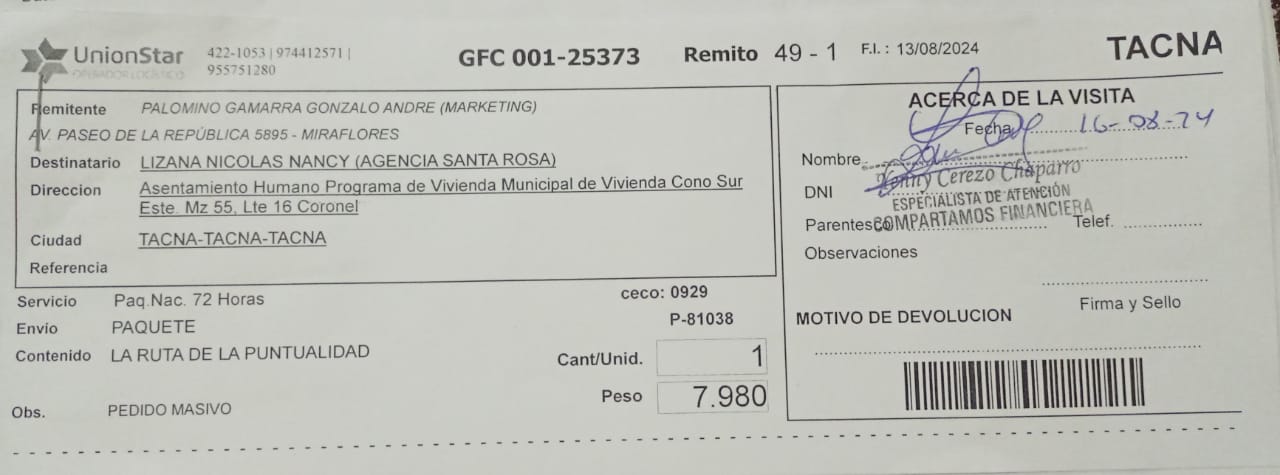 UnionStar
OPERADOR LOGÍSTICO
422-1053 | 974412571 |
955751280
GFC 001-25373
Remito 49 - 1
F.I. : 13/08/2024
TACNA
Remitente PALOMINO GAMARRA GONZALO ANDRE (MARKETING)
AV. PASEO DE LA REPÚBLICA 5895 - MIRAFLORES
Destinatario LIZANA NICOLAS NANCY (AGENCIA SANTA ROSA)
Direccion Asentamiento Humano Programa de Vivienda Municipal de Vivienda Cono Sur
Este. Mz 55, Lte 16 Coronel
Ciudad TACNA-TACNA-TACNA
Referencia
Servicio Paq.Nac. 72 Horas
ceco: 0929
Envío PAQUETE
P-81038
Contenido LA RUTA DE LA PUNTUALIDAD
Cant/Unid. 1
Peso 7.980
Obs. PEDIDO MASIVO
ACERCA DE LA VISITA
Fecha 16-08-24
Nombre
Cerezo Chaparro
DNI
ESPECIALISTA DE ATENCIÓN
Parentesco
COMPARTAMOS FINANCIERA
Telef.
Observaciones
Firma y Sello
MOTIVO DE DEVOLUCION